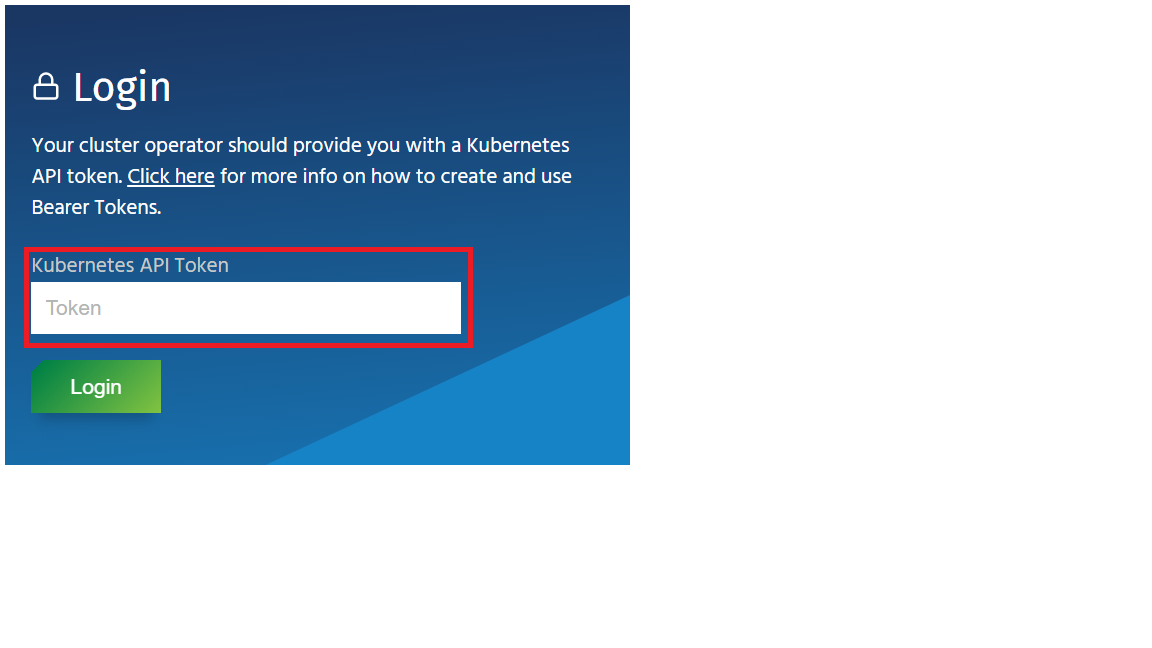 Login
Your cluster operator should provide you with a Kubernetes
API token. Click here for more info on how to create and use
Bearer Tokens.
Kubernetes API Token
Token
Login